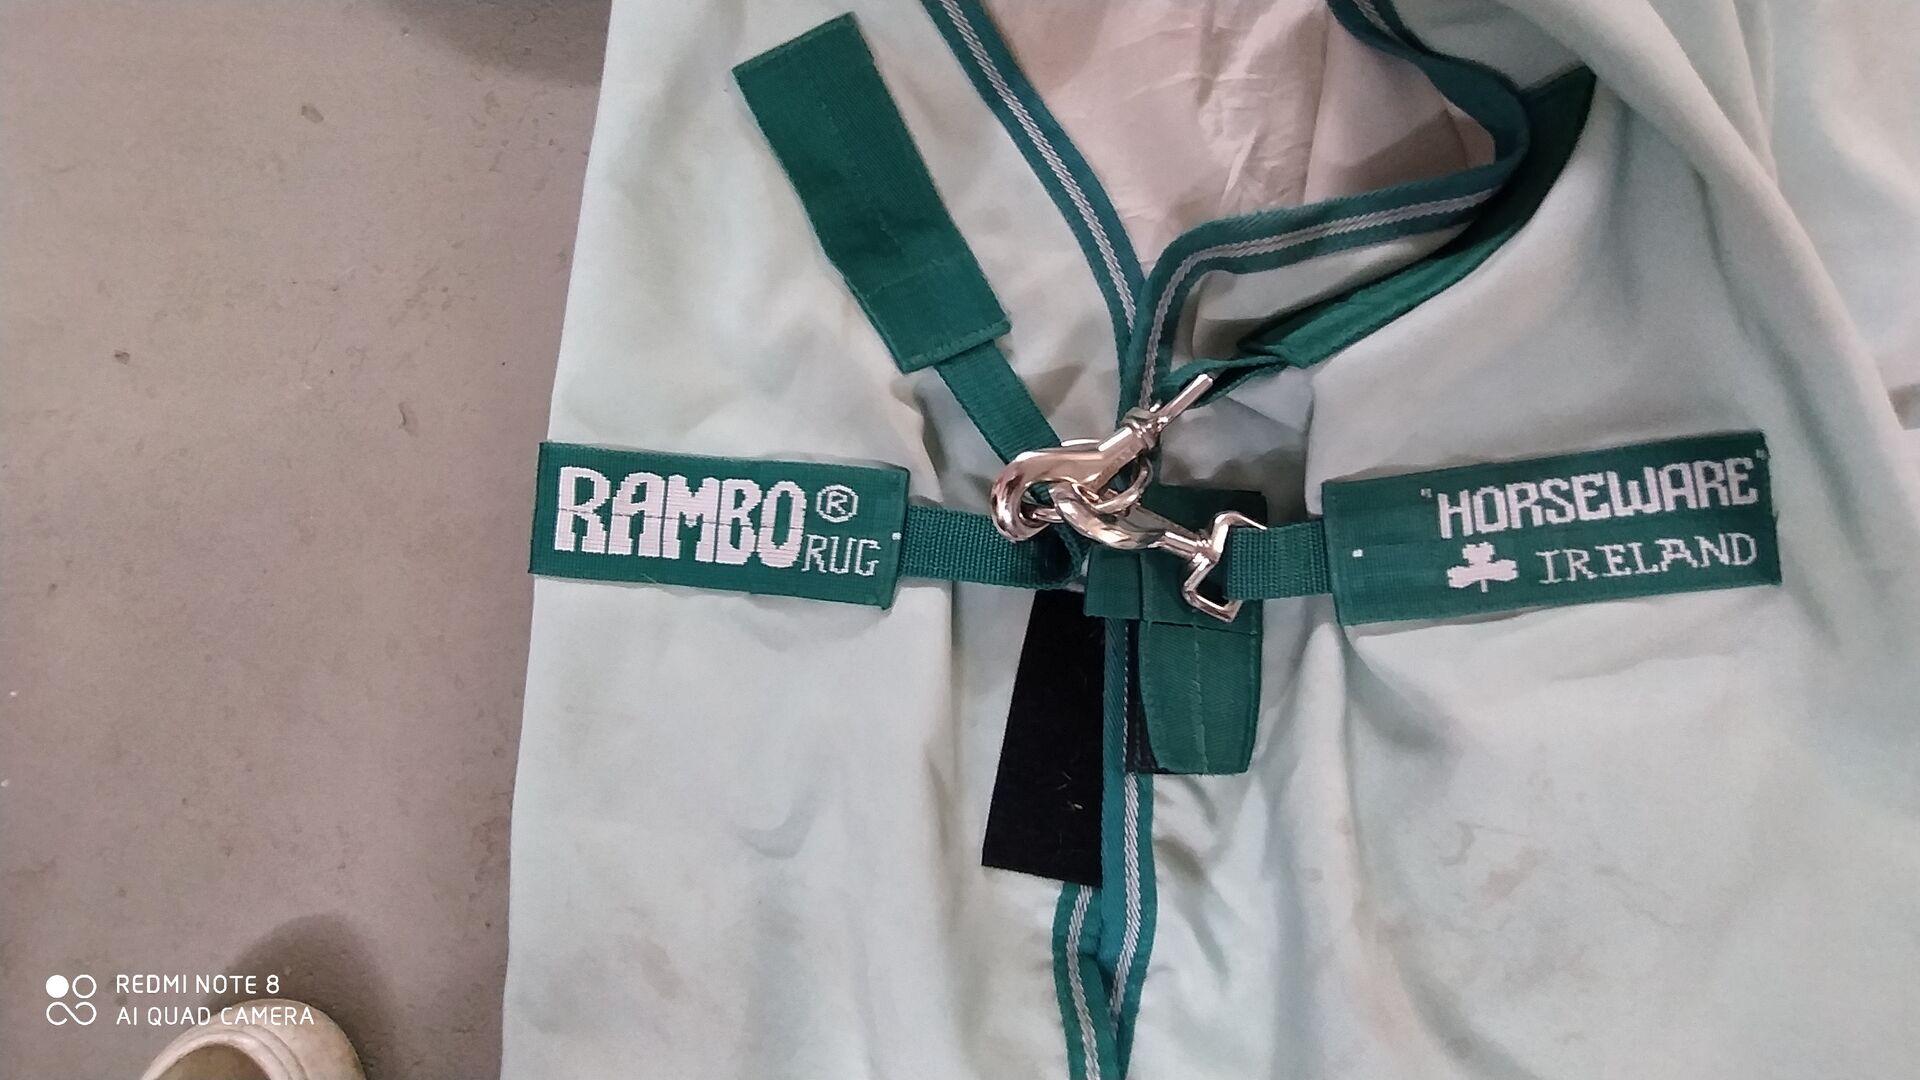 RAMBO®
RUG
"HORSEWARE"
IRELAND
REDMI NOTE 8
AI QUAD CAMERA